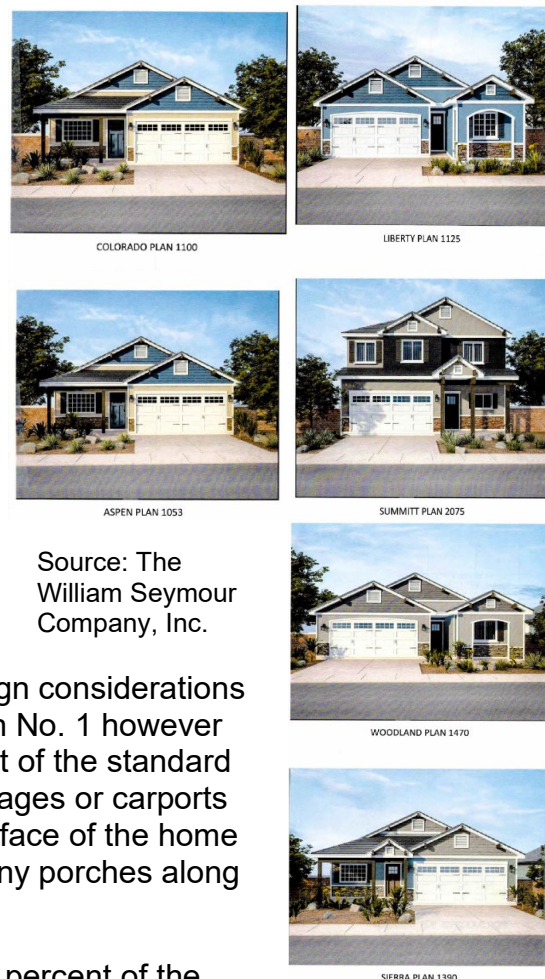 COLORADO PLAN 1100
LIBERTY PLAN 1125
ASPEN PLAN 1053
SUMMITT PLAN 2075
Source: The
William Seymour
Company, Inc.
WOODLAND PLAN 1470
gn considerations
No. 1 however
t of the standard
ages or carports
face of the home
ny porches along
percent of the
SIERRA PLAN 1390